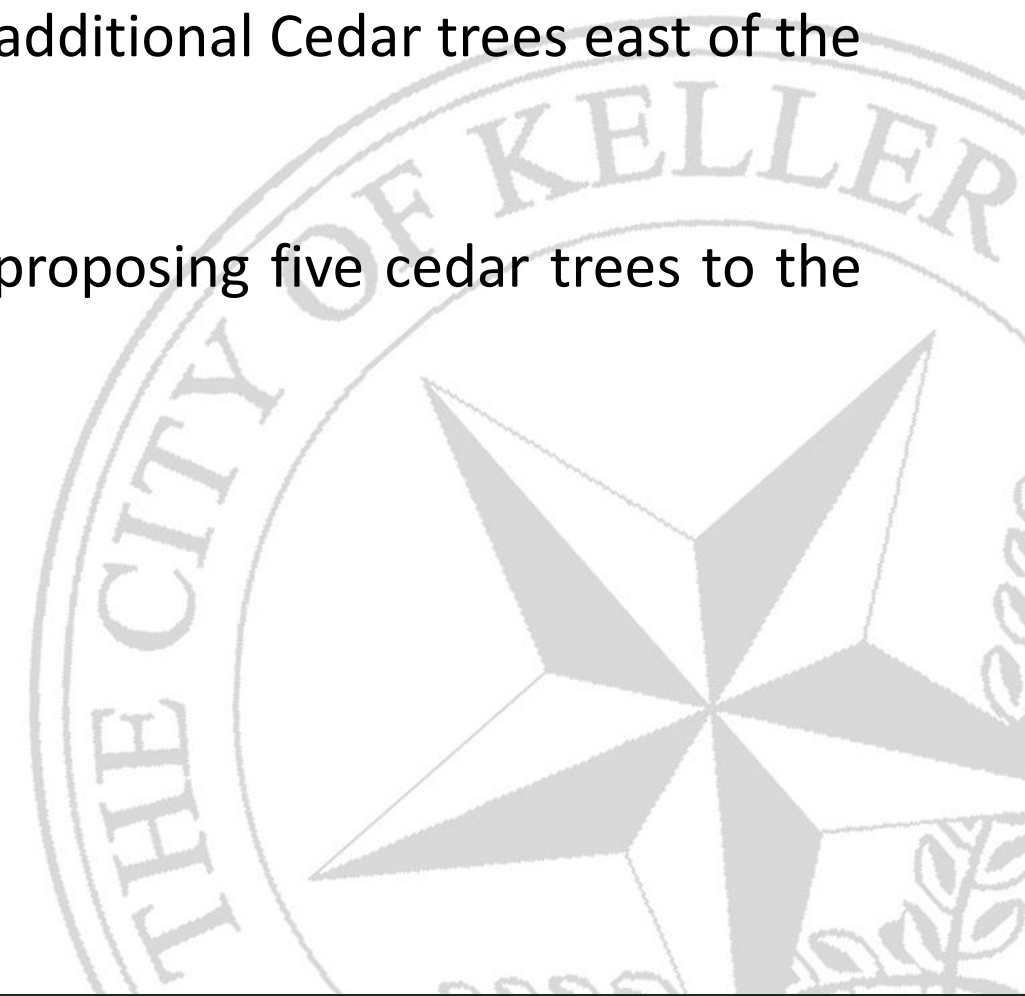 additional Cedar trees east of the
proposing five cedar trees to the
THE CITY OF KELLER